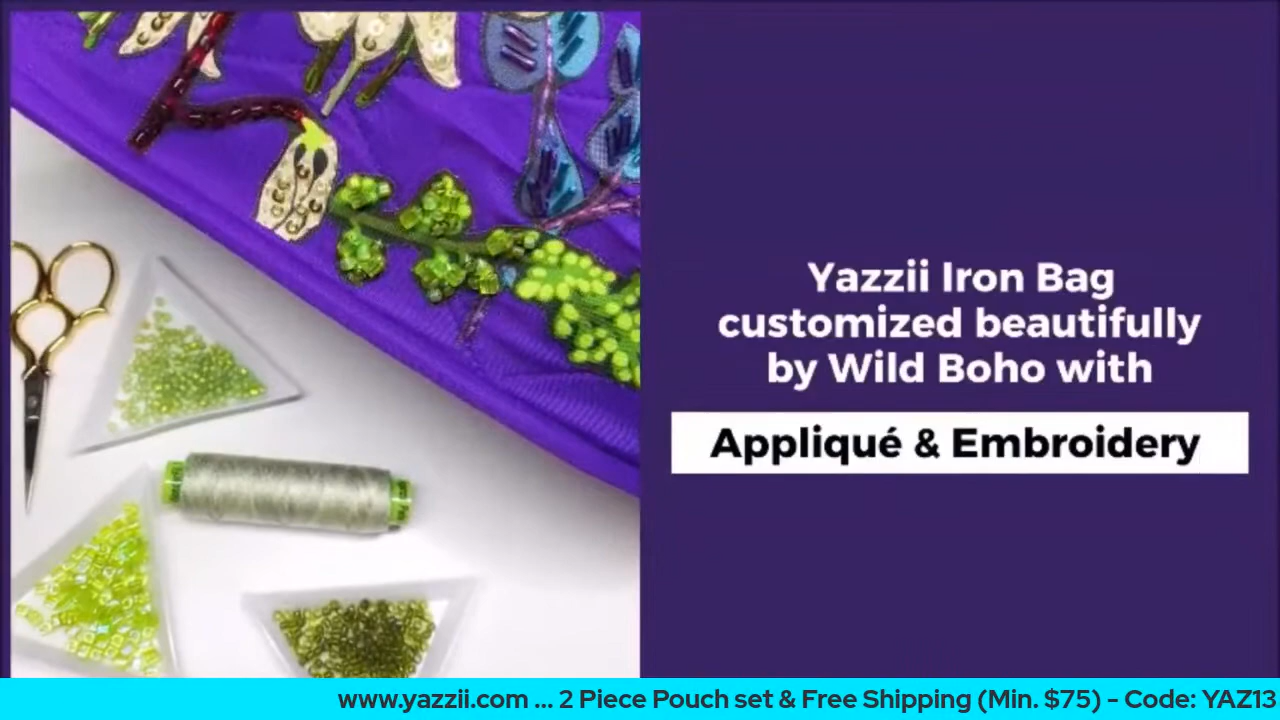 Yazzii Iron Bag
customized beautifully
by Wild Boho with
Appliqué & Embroidery
www.yazzii.com ... 2 Piece Pouch set & Free Shipping (Min. $75) - Code: YAZ13